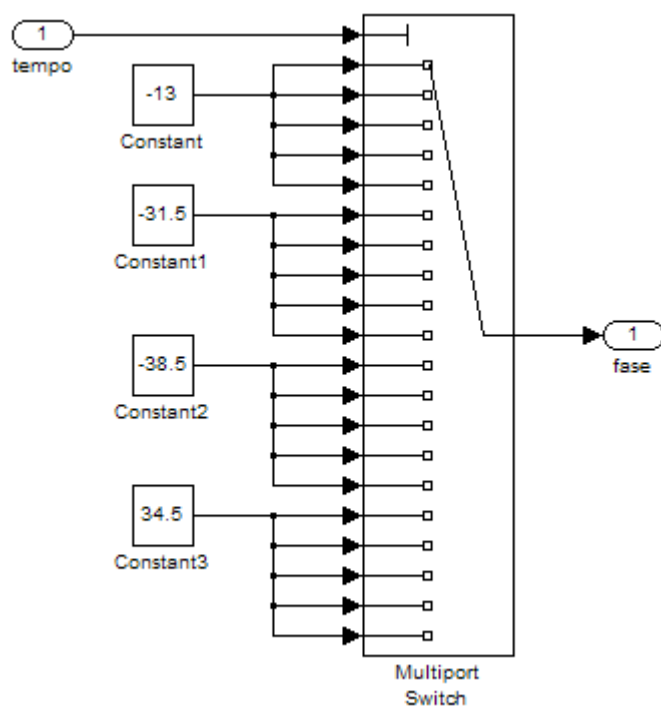 1
tempo
-13
Constant
-31.5
Constant1
-38.5
Constant2
34.5
Constant3
1
fase
Multiport
Switch